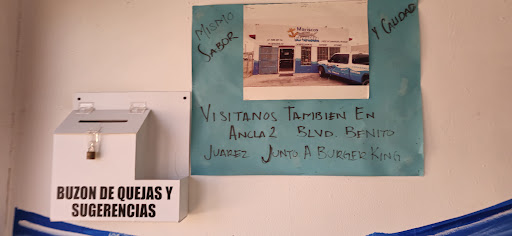 MISMO
SABOR
Y CALIDAD
VISITANOS TAMBIEN EN
ANCLA 2 BLVD. BENITO
JUAREZ JUNTO A BURGER KING
BUZON DE QUEJAS Y
SUGERENCIAS